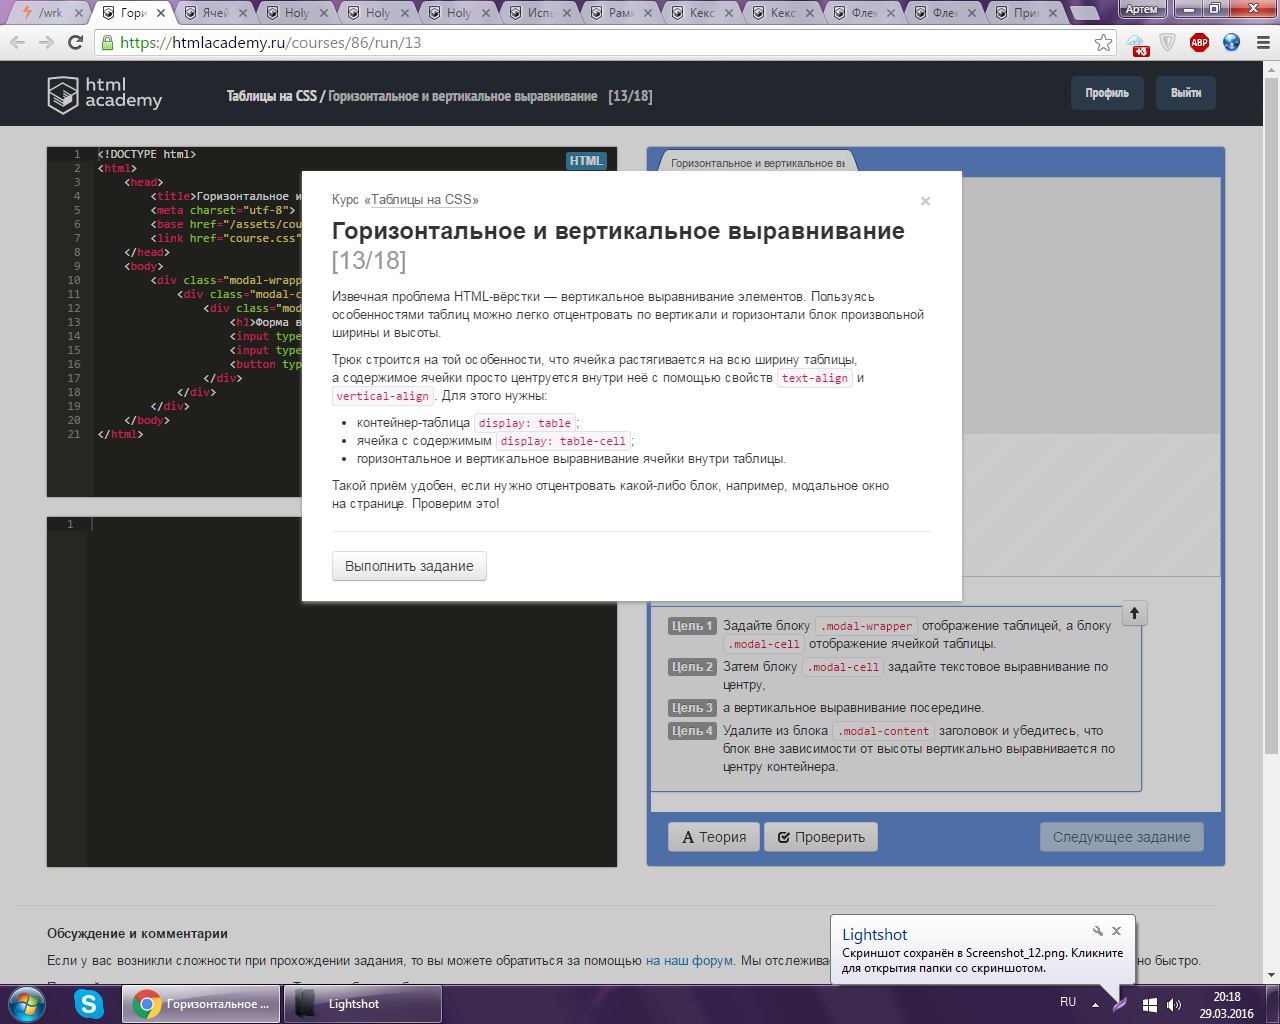 /wrk
Гори
Ячей
Holy
Holy
Holy
Испы
Рамк
Кекс
Кекс
Флек
Флек
При
Артем
https://htmlacademy.ru/courses/86/run/13
+3
ABP
html
academy
Таблицы на CSS / Горизонтальное и вертикальное выравнивание [13/18]
Профиль
Выйти
HTML
1 <!DOCTYPE html>
2 <html>
3 <head>
4 <title>Горизонтальное и
5 <meta charset="utf-8">
6 <base href="/assets/cou
7 <link href="course.css"
8 </head>
9 <body>
10 <div class="modal-wrapp
11 <div class="modal-c
12 <div class="mod
13 <h1>Форма в
14 <input type
15 <input type
16 <button typ
17 </div>
18 </div>
19 </div>
20 </body>
21 </html>
1
Горизонтальное и вертикальное вы
Курс «Таблицы на CSS»
×
Горизонтальное и вертикальное выравнивание
[13/18]
Извечная проблема HTML-вёрстки — вертикальное выравнивание элементов. Пользуясь
особенностями таблиц можно легко отцентровать по вертикали и горизонтали блок произвольной
ширины и высоты.
Трюк строится на той особенности, что ячейка растягивается на всю ширину таблицы,
а содержимое ячейки просто центруется внутри неё с помощью свойств text-align и
vertical-align. Для этого нужны:
• контейнер-таблица display: table;
• ячейка с содержимым display: table-cell;
• горизонтальное и вертикальное выравнивание ячейки внутри таблицы.
Такой приём удобен, если нужно отцентровать какой-либо блок, например, модальное окно
на странице. Проверим это!
Выполнить задание
Цель 1 Задайте блоку .modal-wrapper отображение таблицей, а блоку
.modal-cell отображение ячейкой таблицы.
Цель 2 Затем блоку .modal-cell задайте текстовое выравнивание по
центру,
Цель 3 а вертикальное выравнивание посередине.
Цель 4 Удалите из блока .modal-content заголовок и убедитесь, что
блок вне зависимости от высоты вертикально выравнивается по
центру контейнера.
A Теория
Проверить
Следующее задание
Обсуждение и комментарии
Если у вас возникли сложности при прохождении задания, то вы можете обратиться за помощью на наш форум. Мы отслежива
но быстро.
Lightshot
Скриншот сохранён в Screenshot_12.png. Кликните
для открытия папки со скриншотом.
Горизонтальное ...
Lightshot
RU
20:18
29.03.2016